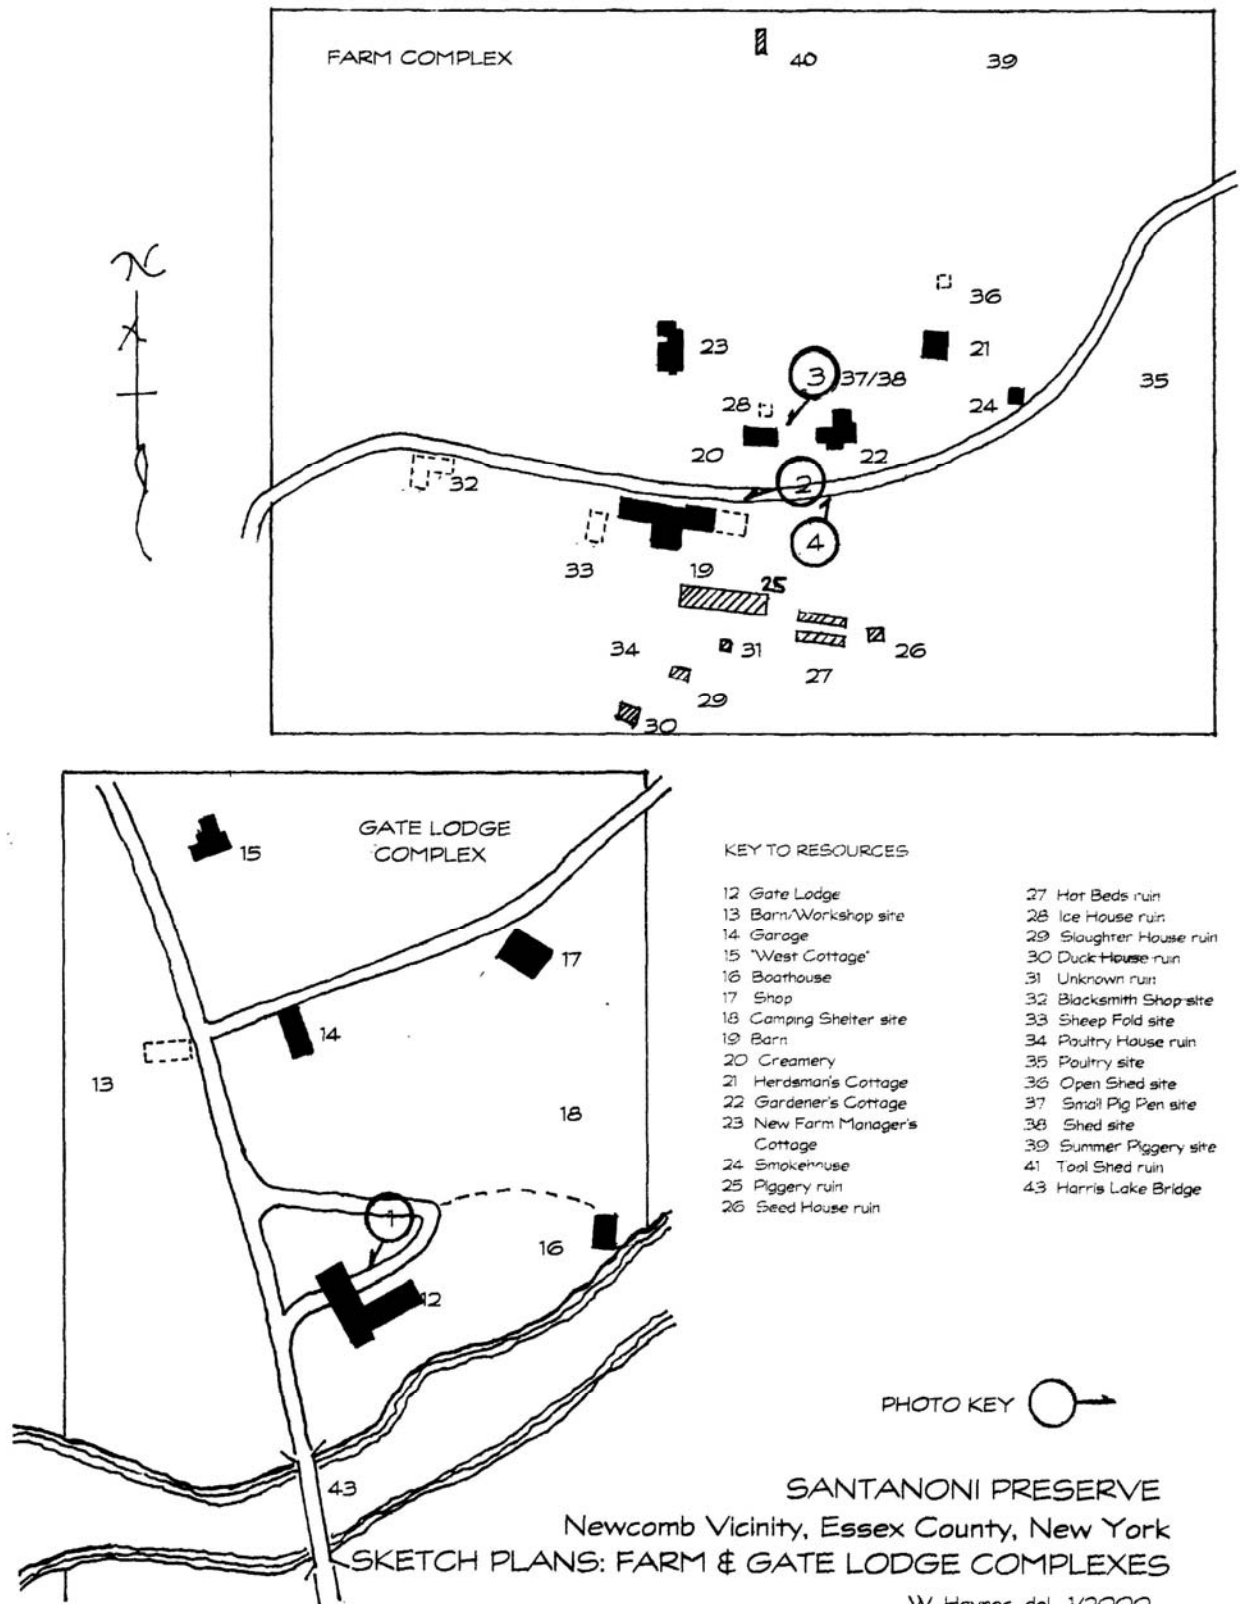 FARM COMPLEX
40
39
N
36
23
21
3
37/38
35
28
24
20
22
32
2
4
33
19
25
34
31
26
27
29
30
GATE LODGE
COMPLEX
15
17
14
13
18
1
16
12
43
KEY TO RESOURCES
12 Gate Lodge
13 Barn/Workshop site
14 Garage
15 "West Cottage"
16 Boathouse
17 Shop
18 Camping Shelter site
19 Barn
20 Creamery
21 Herdsman's Cottage
22 Gardener's Cottage
23 New Farm Manager's
Cottage
24 Smokehouse
25 Piggery ruin
26 Seed House ruin
27 Hot Beds ruin
28 Ice House ruin
29 Slaughter House ruin
30 Duck House ruin
31 Unknown ruin
32 Blacksmith Shop site
33 Sheep Fold site
34 Poultry House ruin
35 Poultry site
36 Open Shed site
37 Small Pig Pen site
38 Shed site
39 Summer Piggery site
41 Tool Shed ruin
43 Harris Lake Bridge
PHOTO KEY
SANTANONI PRESERVE
Newcomb Vicinity, Essex County, New York
SKETCH PLANS: FARM & GATE LODGE COMPLEXES